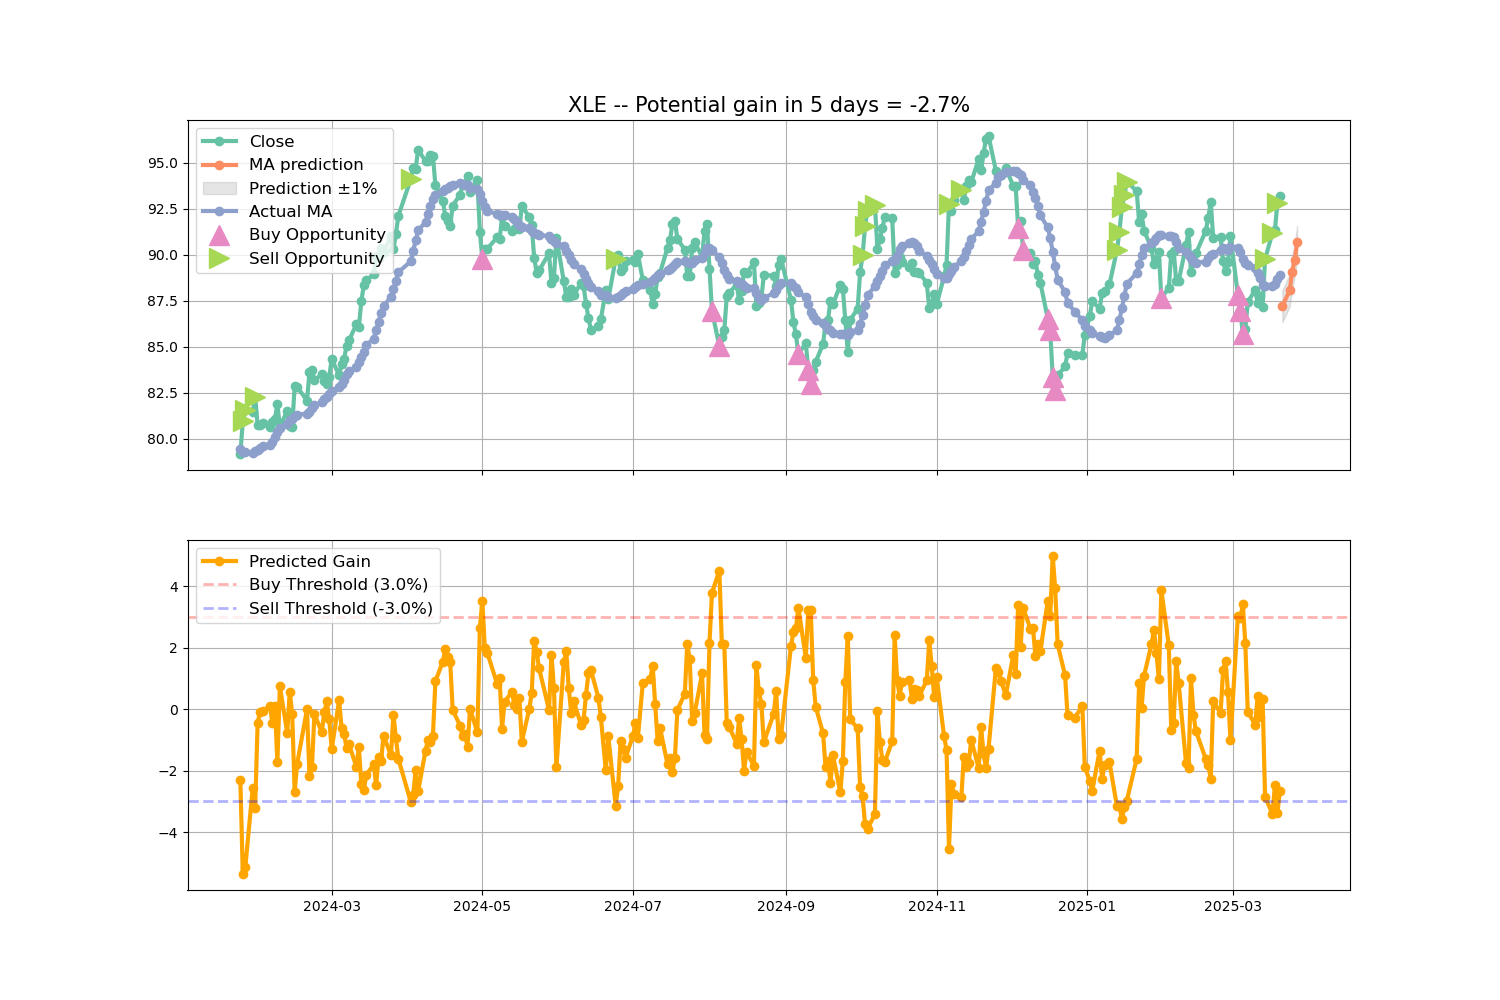 XLE -- Potential gain in 5 days = -2.7%
Close
MA prediction
Prediction ±1%
Actual MA
Buy Opportunity
Sell Opportunity
95.0
92.5
90.0
87.5
85.0
82.5
80.0
Predicted Gain
Buy Threshold (3.0%)
Sell Threshold (-3.0%)
4
2
0
−2
−4
2024-03
2024-05
2024-07
2024-09
2024-11
2025-01
2025-03